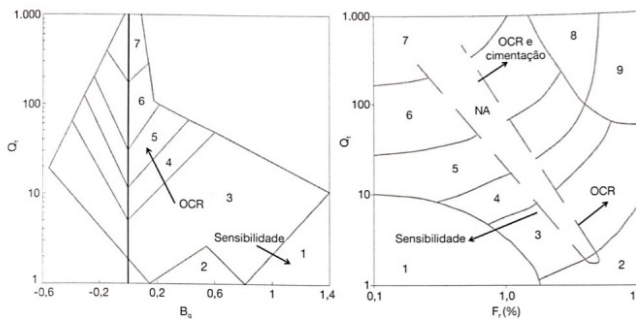 1.000
100
10
1
Qt
-0,6
-0,2
0,2
0,6
1,0
1,4
Bq
7
6
5
4
3
2
1
OCR
Sensibilidade
1.000
100
10
1
Qt
0,1
1,0
Fr (%)
7
8
9
OCR e
cimentação
NA
6
5
4
3
1
2
OCR
Sensibilidade